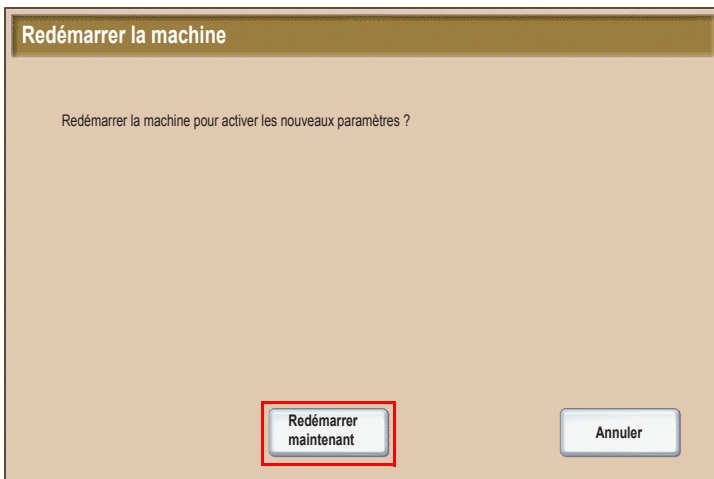 Redémarrer la machine
Redémarrer la machine pour activer les nouveaux paramètres ?
Redémarrer
maintenant
Annuler